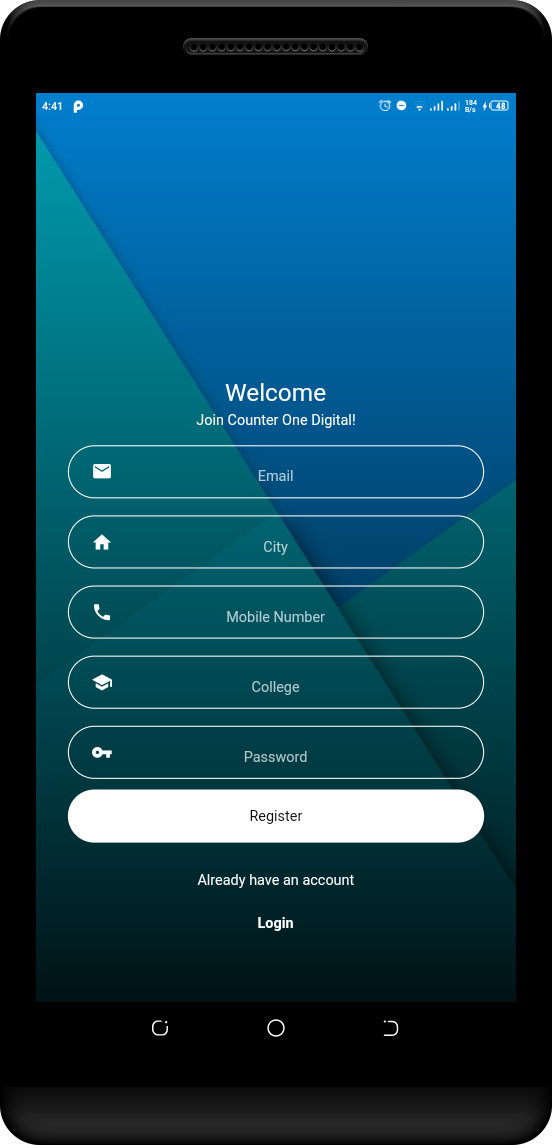 4:41 184 B/s 48
Welcome
Join Counter One Digital!
Email
City
Mobile Number
College
Password
Register
Already have an account
Login